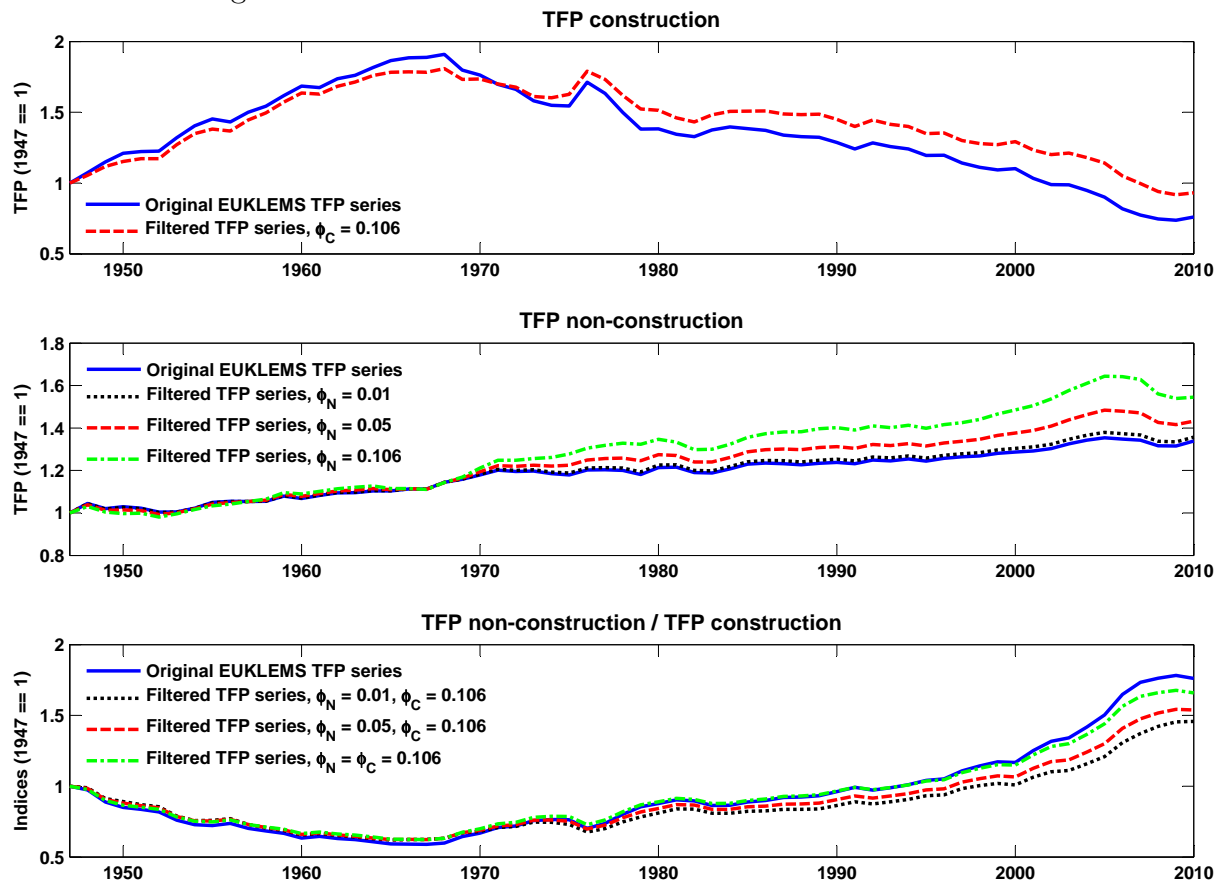 TFP construction
TFP (1947 == 1)
2
1.5
1
0.5
Original EUKLEMS TFP series
Filtered TFP series, ϕC = 0.106
1950 1960 1970 1980 1990 2000 2010
TFP non-construction
TFP (1947 == 1)
1.8
1.6
1.4
1.2
1
0.8
Original EUKLEMS TFP series
Filtered TFP series, ϕN = 0.01
Filtered TFP series, ϕN = 0.05
Filtered TFP series, ϕN = 0.106
1950 1960 1970 1980 1990 2000 2010
TFP non-construction / TFP construction
Indices (1947 == 1)
2
1.5
1
0.5
Original EUKLEMS TFP series
Filtered TFP series, ϕN = 0.01, ϕC = 0.106
Filtered TFP series, ϕN = 0.05, ϕC = 0.106
Filtered TFP series, ϕN = ϕC = 0.106
1950 1960 1970 1980 1990 2000 2010